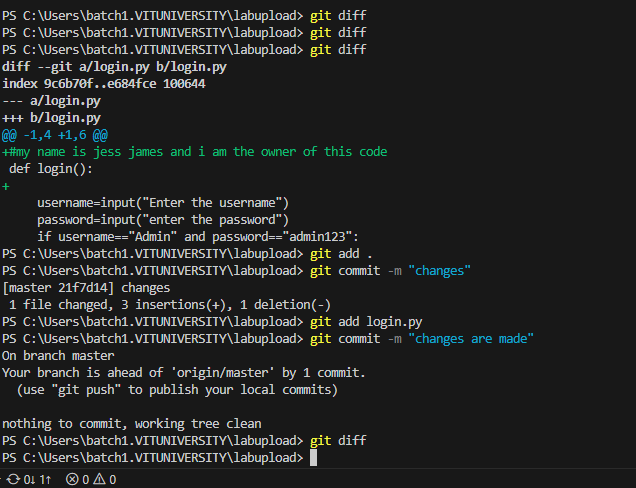 PS C:\Users\batch1.VITUNIVERSITY\labupload> git diff
PS C:\Users\batch1.VITUNIVERSITY\labupload> git diff
PS C:\Users\batch1.VITUNIVERSITY\labupload> git diff
diff --git a/login.py b/login.py
index 9c6b70f..e684fce 100644
--- a/login.py
+++ b/login.py
@@ -1,4 +1,6 @@
+#my name is jess james and i am the owner of this code
 def login():
+
     username=input("Enter the username")
     password=input("enter the password")
     if username=="Admin" and password=="admin123":
PS C:\Users\batch1.VITUNIVERSITY\labupload> git add .
PS C:\Users\batch1.VITUNIVERSITY\labupload> git commit -m "changes"
[master 21f7d14] changes
 1 file changed, 3 insertions(+), 1 deletion(-)
PS C:\Users\batch1.VITUNIVERSITY\labupload> git add login.py
PS C:\Users\batch1.VITUNIVERSITY\labupload> git commit -m "changes are made"
On branch master
Your branch is ahead of 'origin/master' by 1 commit.
  (use "git push" to publish your local commits)

nothing to commit, working tree clean
PS C:\Users\batch1.VITUNIVERSITY\labupload> git diff
PS C:\Users\batch1.VITUNIVERSITY\labupload>
0↓ 1↑ 0 0